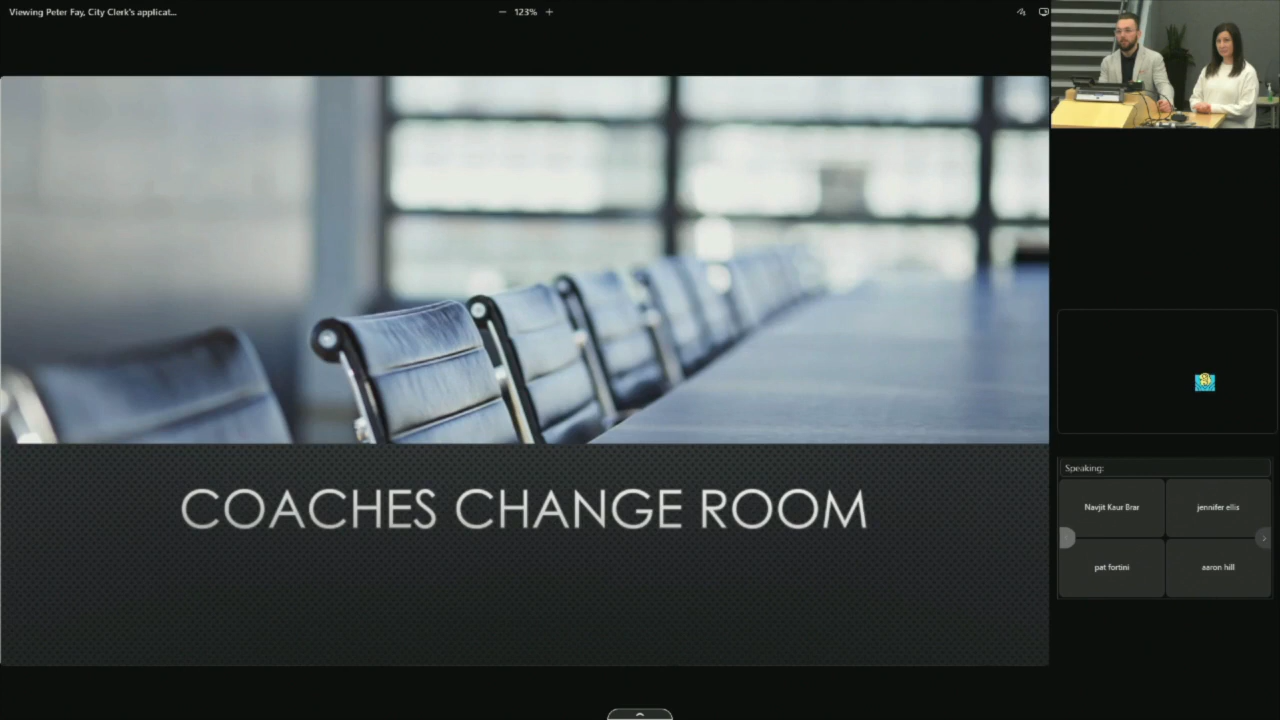 Viewing Peter Fay, City Clerk's applicat...
— 123% +
COACHES CHANGE ROOM
Speaking:
Navjit Kaur Brar
jennifer ellis
pat fortini
aaron hill